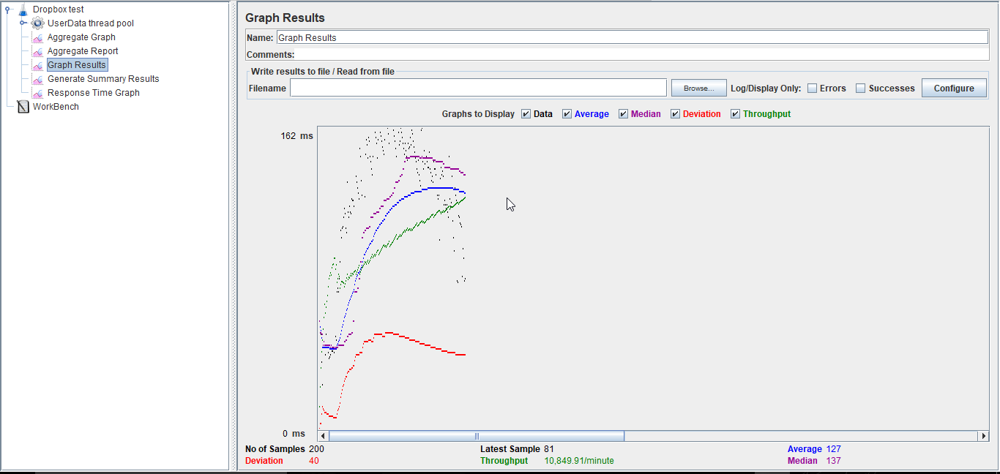 Dropbox test
UserData thread pool
Aggregate Graph
Aggregate Report
Graph Results
Generate Summary Results
Response Time Graph
WorkBench
Graph Results
Name: Graph Results
Comments:
Write results to file / Read from file
Filename Browse... Log/Display Only: Errors Successes Configure
Graphs to Display Data Average Median Deviation Throughput
162 ms
0 ms
No of Samples 200 Latest Sample 81 Average 127
Deviation 40 Throughput 10,849.91/minute Median 137